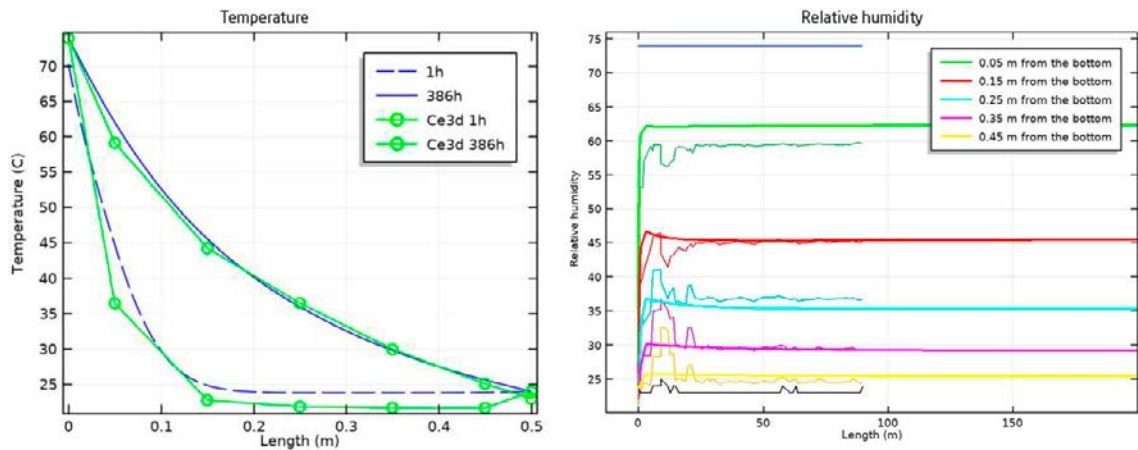 Temperature
70
65
60
55
50
45
40
35
30
25
0
0.1
0.2
0.3
0.4
0.5
Temperature (C)
Length (m)
1h
386h
Ce3d 1h
Ce3d 386h
Relative humidity
75
70
65
60
55
50
45
40
35
30
25
0
50
100
150
Relative humidity
Length (m)
0.05 m from the bottom
0.15 m from the bottom
0.25 m from the bottom
0.35 m from the bottom
0.45 m from the bottom